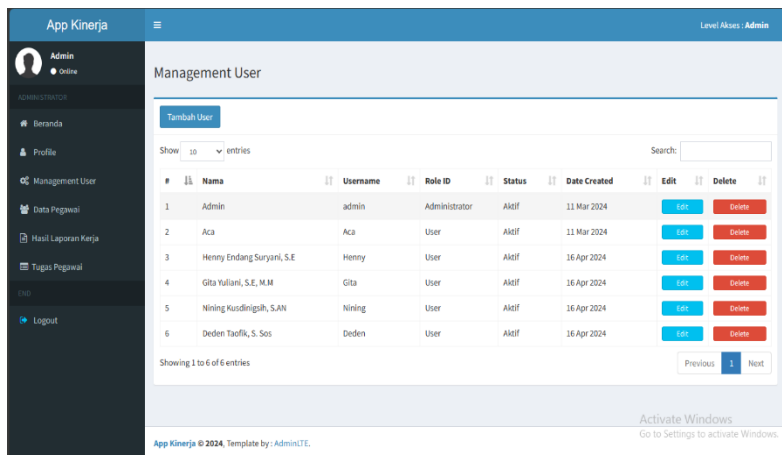 App Kinerja
Level Akses : Admin
Admin
Online
ADMINISTRATOR
Beranda
Profile
Management User
Data Pegawai
Hasil Laporan Kerja
Tugas Pegawai
END
Logout
Management User
Tambah User
Show 10 entries
Search:
# Nama Username Role ID Status Date Created Edit Delete
1 Admin admin Administrator Aktif 11 Mar 2024 Edit Delete
2 Aca Aca User Aktif 11 Mar 2024 Edit Delete
3 Henny Endang Suryani, S.E Henny User Aktif 16 Apr 2024 Edit Delete
4 Gita Yuliani, S.E, M.M Gita User Aktif 16 Apr 2024 Edit Delete
5 Nining Kusdinigsih, S.AN Nining User Aktif 16 Apr 2024 Edit Delete
6 Deden Taofik, S. Sos Deden User Aktif 16 Apr 2024 Edit Delete
Showing 1 to 6 of 6 entries
Previous 1 Next
Activate Windows
Go to Settings to activate Windows.
App Kinerja © 2024, Template by : AdminLTE.